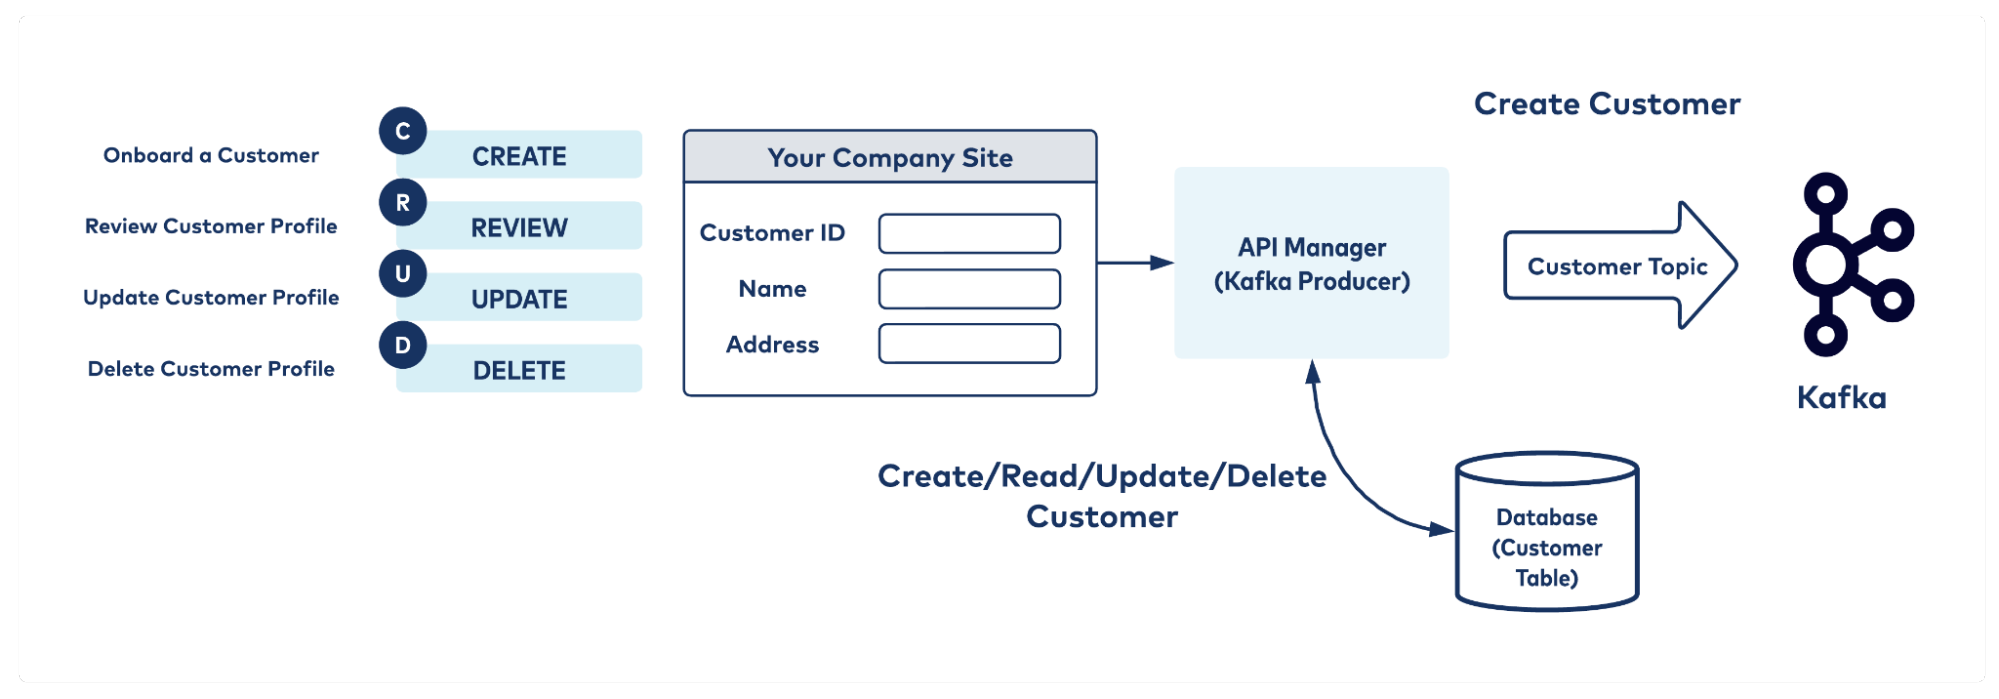 Onboard a Customer
C
CREATE
Review Customer Profile
R
REVIEW
Update Customer Profile
U
UPDATE
Delete Customer Profile
D
DELETE
Your Company Site
Customer ID
Name
Address
API Manager
(Kafka Producer)
Create Customer
Customer Topic
Kafka
Create/Read/Update/Delete
Customer
Database
(Customer
Table)